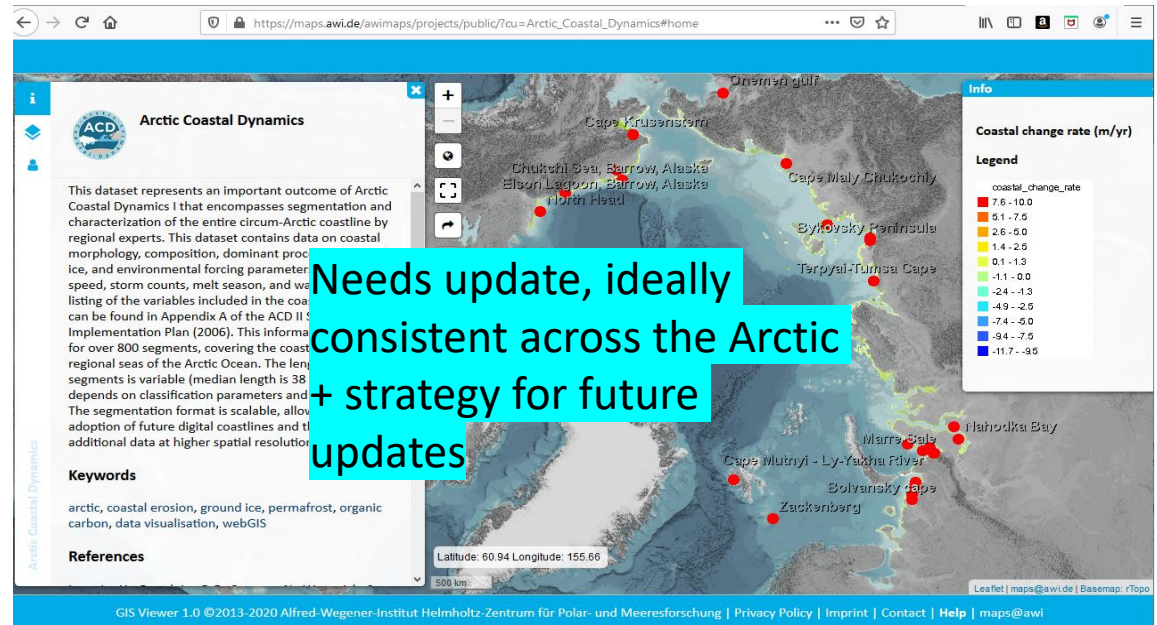 https://maps.awi.de/awimaps/projects/public/?cu=Arctic_Coastal_Dynamics#home
i
ACD
Arctic Coastal Dynamics
This dataset represents an important outcome of Arctic
Coastal Dynamics I that encompasses segmentation and
characterization of the entire circum-Arctic coastline by
regional experts. This dataset contains data on coastal
morphology, composition, dominant
ice, and environmental forcing
speed, storm counts, melt season, and
listing of the variables included in the
can be found in Appendix A of the ACD II
Implementation Plan (2006). This
for over 800 segments, covering the
regional seas of the Arctic Ocean. The
segments is variable (median length is 38
depends on classification parameters and
The segmentation format is scalable,
adoption of future digital coastlines and
additional data at higher spatial
Keywords
arctic, coastal erosion, ground ice, permafrost, organic
carbon, data visualisation, webGIS
References
Arctic Coastal Dynamics
Needs update, ideally
consistent across the Arctic
+ strategy for future
updates
+
−
Onemen gulf
Cape Krusenstern
Chukchi Sea, Barrow, Alaska
Elson Lagoon, Barrow, Alaska
North Head
Cape Maly Chukochiy
Bykovsky Peninsula
Terpyai-Tumsa Cape
Nahodka Bay
Marre Sale
Cape Mutnyi - Ly-Yakha River
Bolvansky cape
Zackenberg
Latitude: 60.94 Longitude: 155.66
500 km
Info
Coastal change rate (m/yr)
Legend
coastal_change_rate
7.6 - 10.0
5.1 - 7.5
2.6 - 5.0
1.4 - 2.5
0.1 - 1.3
-1.1 - 0.0
-2.4 - -1.3
-4.9 - -2.5
-7.4 - -5.0
-9.4 - -7.5
-11.7 - -9.5
Leaflet | maps@awi.de | Basemap: rTopo
GIS Viewer 1.0 ©2013-2020 Alfred-Wegener-Institut Helmholtz-Zentrum für Polar- und Meeresforschung | Privacy Policy | Imprint | Contact | Help | maps@awi